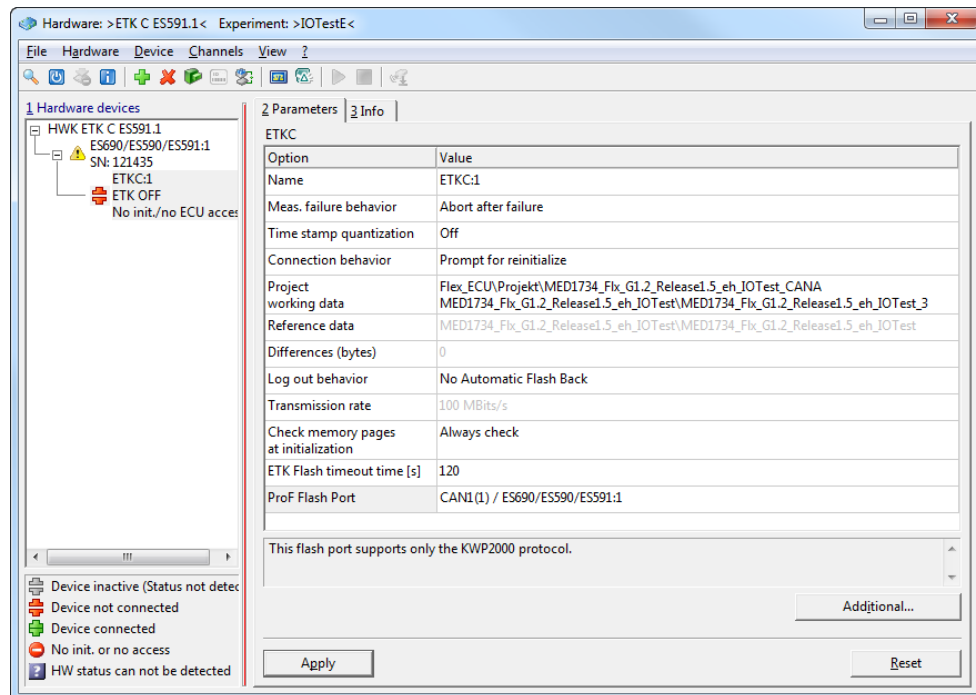 Hardware: >ETK C ES591.1< Experiment: >IOTestE<
File Hardware Device Channels View ?
1 Hardware devices
HWK ETK C ES591.1
ES690/ES590/ES591:1
SN: 121435
ETKC:1
ETK OFF
No init./no ECU acces
Device inactive (Status not detec
Device not connected
Device connected
No init. or no access
HW status can not be detected
2 Parameters 3 Info
ETKC
Option Value
Name ETKC:1
Meas. failure behavior Abort after failure
Time stamp quantization Off
Connection behavior Prompt for reinitialize
Project Flex_ECU\Projekt\MED1734_Flx_G1.2_Release1.5_eh_IOTest_CANA
working data MED1734_Flx_G1.2_Release1.5_eh_IOTest\MED1734_Flx_G1.2_Release1.5_eh_IOTest_3
Reference data MED1734_Flx_G1.2_Release1.5_eh_IOTest\MED1734_Flx_G1.2_Release1.5_eh_IOTest
Differences (bytes) 0
Log out behavior No Automatic Flash Back
Transmission rate 100 MBits/s
Check memory pages Always check
at initialization
ETK Flash timeout time [s] 120
ProF Flash Port CAN1(1) / ES690/ES590/ES591:1
This flash port supports only the KWP2000 protocol.
Additional...
Apply Reset